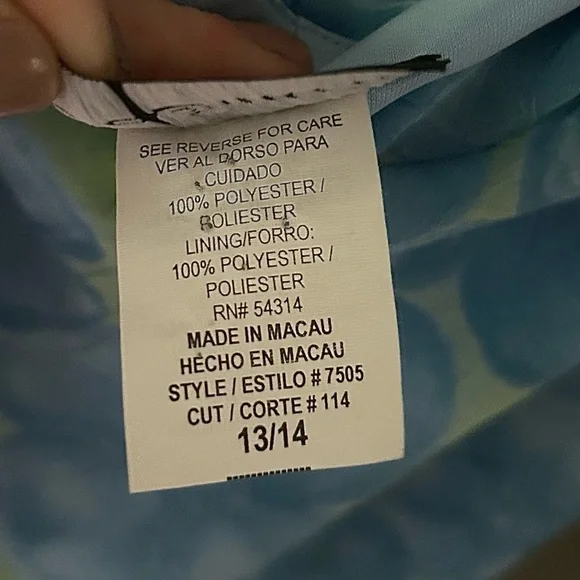 SEE REVERSE FOR CARE
VER AL DORSO PARA
CUIDADO
100% POLYESTER /
POLIESTER
LINING/FORRO:
100% POLYESTER /
POLIESTER
RN# 54314
MADE IN MACAU
HECHO EN MACAU
STYLE / ESTILO # 7505
CUT / CORTE # 114
13/14